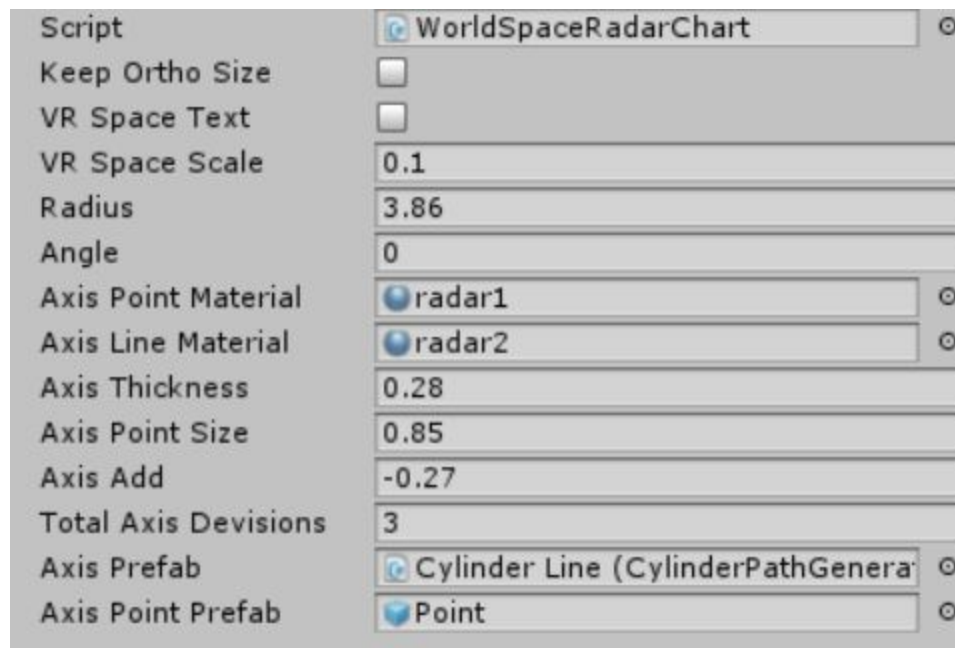 Script WorldSpaceRadarChart
Keep Ortho Size
VR Space Text
VR Space Scale 0.1
Radius 3.86
Angle 0
Axis Point Material radar1
Axis Line Material radar2
Axis Thickness 0.28
Axis Point Size 0.85
Axis Add -0.27
Total Axis Devisions 3
Axis Prefab Cylinder Line (CylinderPathGenera
Axis Point Prefab Point